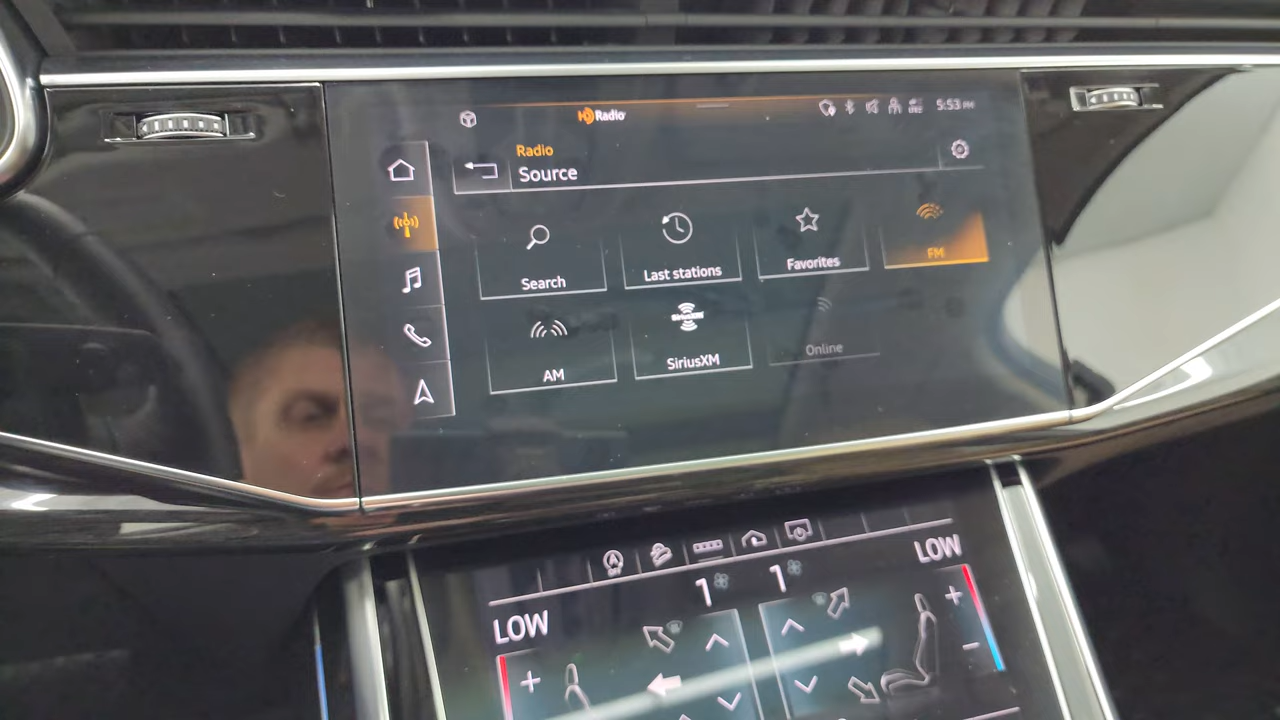 HD Radio
5:53 PM
Radio
Source
Search
Last stations
Favorites
FM
AM
SiriusXM
SiriusXM
Online
LOW
1
1
LOW
+
+
-